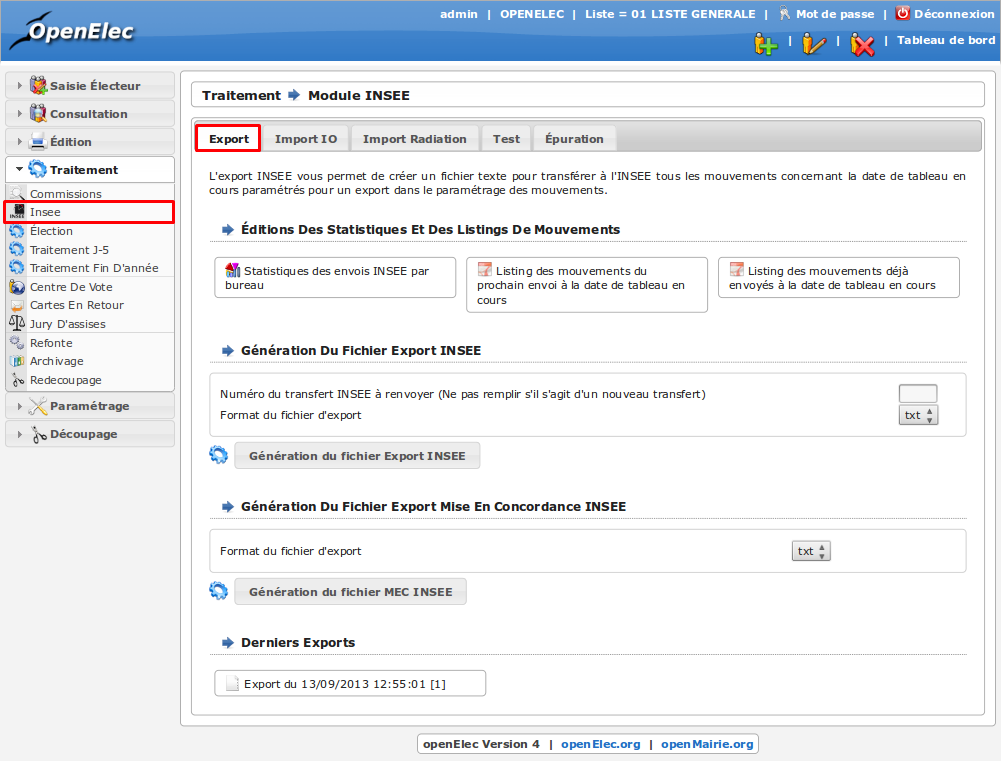 OpenElec
admin | OPENELEC | Liste = 01 LISTE GENERALE | Mot de passe | Déconnexion
| | | Tableau de bord
Saisie Électeur
Consultation
Édition
Traitement
Commissions
Insee
Élection
Traitement J-5
Traitement Fin D'année
Centre De Vote
Cartes En Retour
Jury D'assises
Refonte
Archivage
Redecoupage
Paramétrage
Découpage
Traitement Module INSEE
Export Import IO Import Radiation Test Épuration
L'export INSEE vous permet de créer un fichier texte pour transférer à l'INSEE tous les mouvements concernant la date de tableau en
cours paramétrés pour un export dans le paramétrage des mouvements.
Éditions Des Statistiques Et Des Listings De Mouvements
Statistiques des envois INSEE par
bureau
Listing des mouvements du
prochain envoi à la date de tableau en
cours
Listing des mouvements déjà
envoyés à la date de tableau en cours
Génération Du Fichier Export INSEE
Numéro du transfert INSEE à renvoyer (Ne pas remplir s'il s'agit d'un nouveau transfert)
Format du fichier d'export txt
Génération du fichier Export INSEE
Génération Du Fichier Export Mise En Concordance INSEE
Format du fichier d'export txt
Génération du fichier MEC INSEE
Derniers Exports
Export du 13/09/2013 12:55:01 [1]
openElec Version 4 | openElec.org | openMairie.org